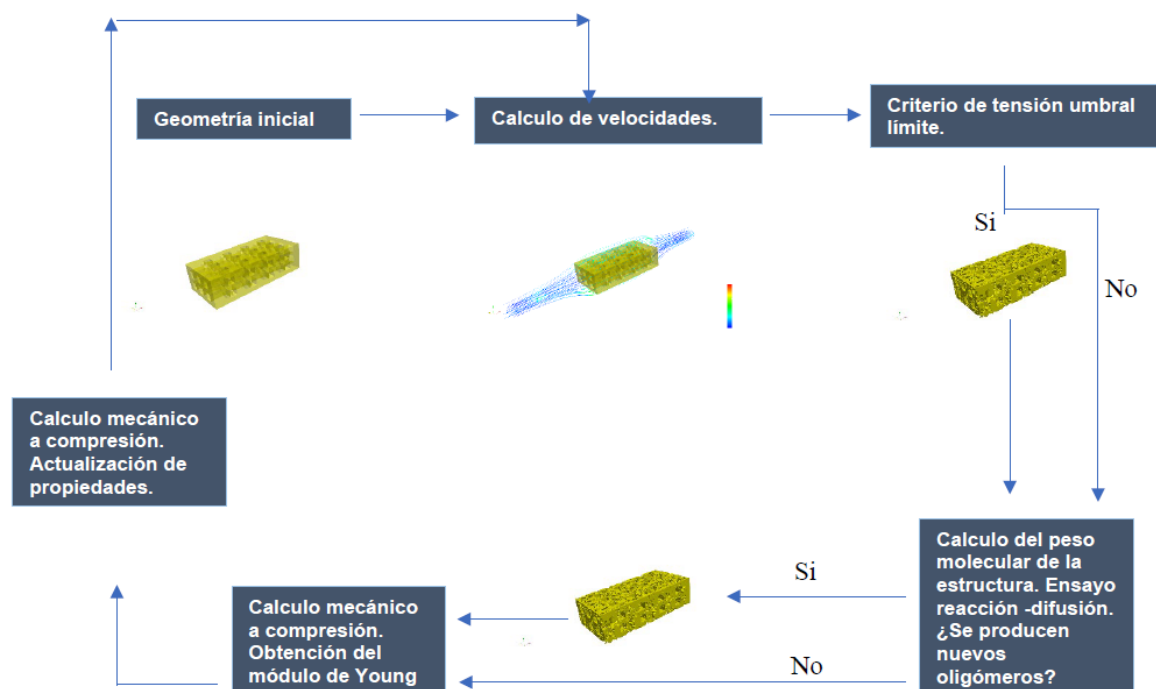 Geometría inicial
Calculo de velocidades.
Criterio de tensión umbral
límite.
Si
No
Calculo mecánico
a compresión.
Actualización de
propiedades.
Calculo del peso
molecular de la
estructura. Ensayo
reacción -difusión.
¿Se producen
nuevos
oligómeros?
Si
No
Calculo mecánico
a compresión.
Obtención del
módulo de Young